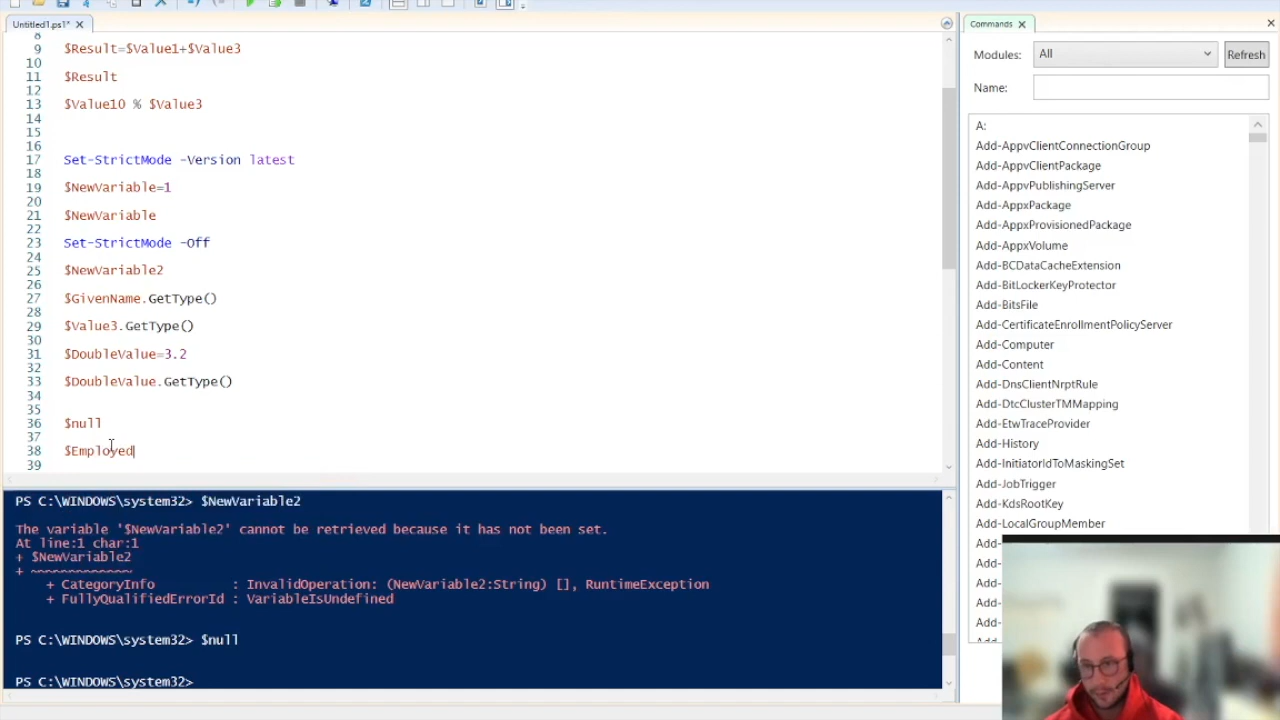 Untitled1.ps1*
Commands
8
9 $Result=$Value1+$Value3
10
11 $Result
12
13 $Value10 % $Value3
14
15
16
17 Set-StrictMode -Version latest
18
19 $NewVariable=1
20
21 $NewVariable
22
23 Set-StrictMode -Off
24
25 $NewVariable2
26
27 $GivenName.GetType()
28
29 $Value3.GetType()
30
31 $DoubleValue=3.2
32
33 $DoubleValue.GetType()
34
35
36 $null
37
38 $Employed
39
PS C:\WINDOWS\system32> $NewVariable2
The variable '$NewVariable2' cannot be retrieved because it has not been set.
At line:1 char:1
+ $NewVariable2
+ ~~~~~~~~~~~~~
+ CategoryInfo : InvalidOperation: (NewVariable2:String) [], RuntimeException
+ FullyQualifiedErrorId : VariableIsUndefined
PS C:\WINDOWS\system32> $null
PS C:\WINDOWS\system32>
Modules: All Refresh
Name:
A:
Add-AppvClientConnectionGroup
Add-AppvClientPackage
Add-AppvPublishingServer
Add-AppxPackage
Add-AppxProvisionedPackage
Add-AppxVolume
Add-BCDataCacheExtension
Add-BitLockerKeyProtector
Add-BitsFile
Add-CertificateEnrollmentPolicyServer
Add-Computer
Add-Content
Add-DnsClientNrptRule
Add-DtcClusterTMMapping
Add-EtwTraceProvider
Add-History
Add-InitiatorIdToMaskingSet
Add-JobTrigger
Add-KdsRootKey
Add-LocalGroupMember
Add-
Add-
Add-
Add-
Add-